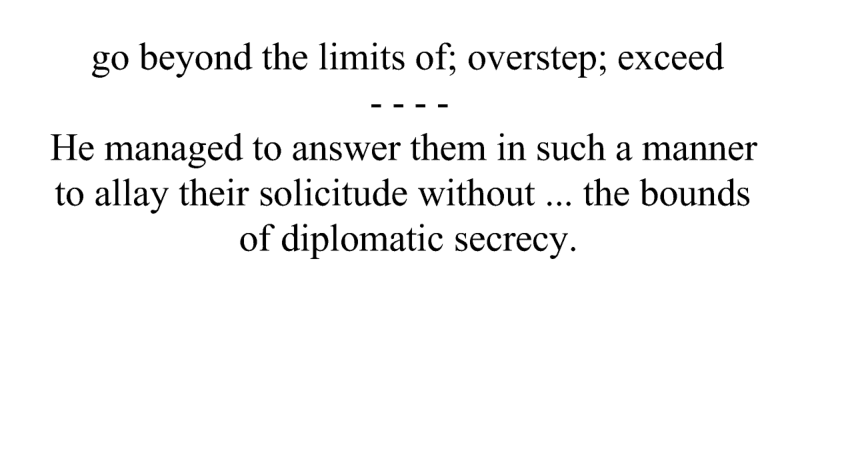 go beyond the limits of; overstep; exceed
- - - -
He managed to answer them in such a manner
to allay their solicitude without ... the bounds
of diplomatic secrecy.